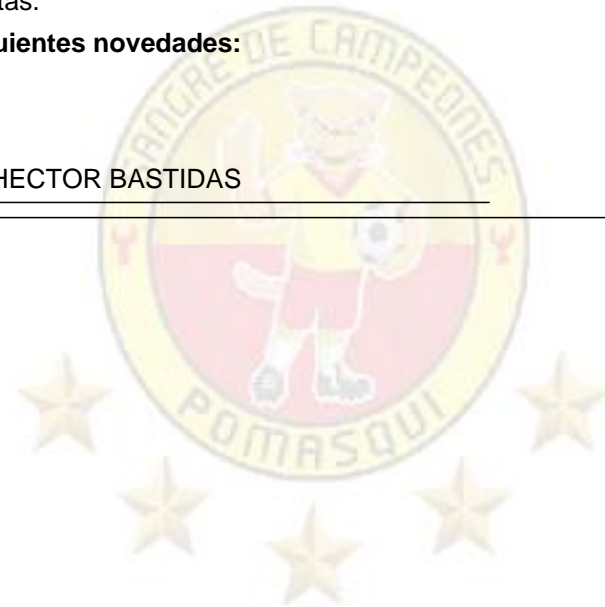 tas.
uientes novedades:
HECTOR BASTIDAS
SANGRE DE CAMPEONES
POMASQUI